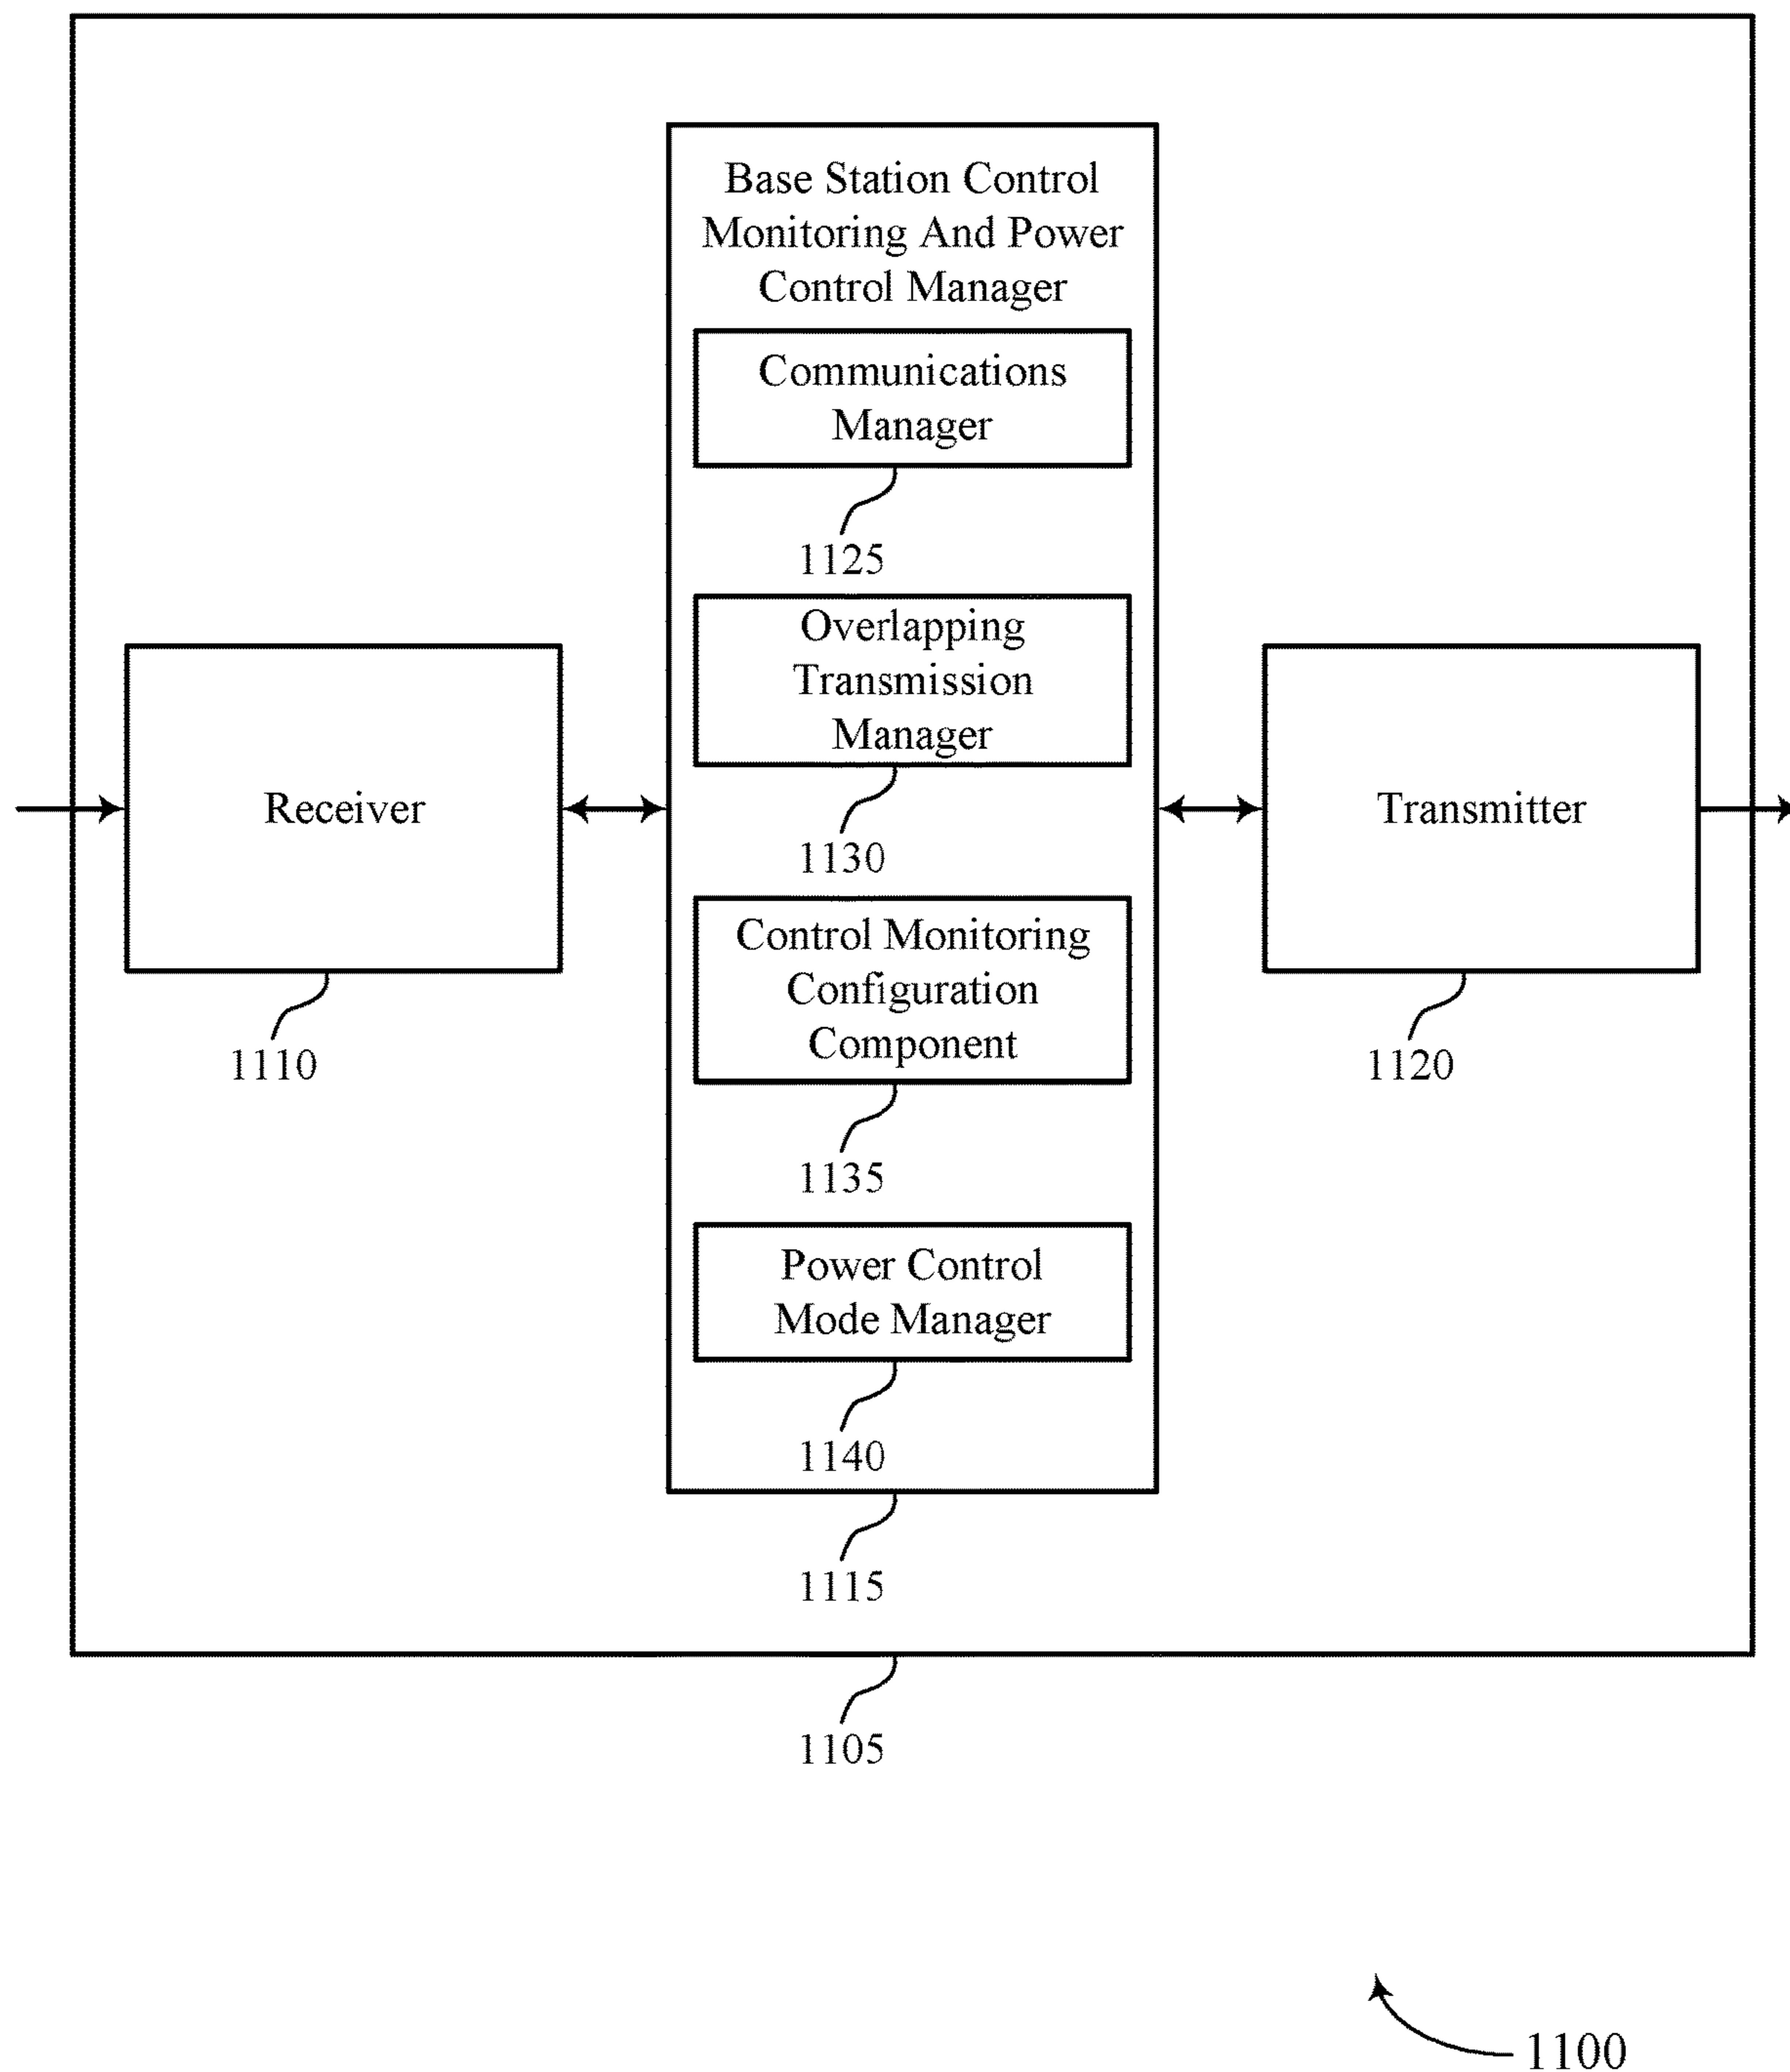 Base Station Control
Monitoring And Power
Control Manager
Communications
Manager
1125
Overlapping
Transmission
Manager
1130
Receiver
1110
Transmitter
1120
Control Monitoring
Configuration
Component
1135
Power Control
Mode Manager
1140
1115
1105
1100